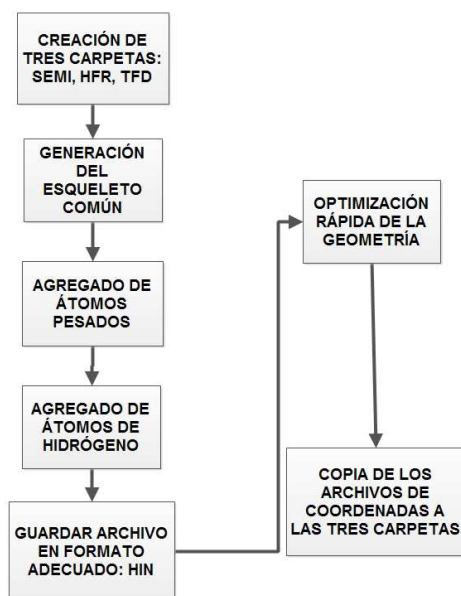 CREACIÓN DE
TRES CARPETAS:
SEMI, HFR, TFD
GENERACIÓN
DEL
ESQUELETO
COMÚN
AGREGADO DE
ÁTOMOS
PESADOS
AGREGADO DE
ÁTOMOS DE
HIDRÓGENO
GUARDAR ARCHIVO
EN FORMATO
ADECUADO: HIN
OPTIMIZACIÓN
RÁPIDA DE LA
GEOMETRÍA
COPIA DE LOS
ARCHIVOS DE
COORDENADAS A
LAS TRES CARPETAS